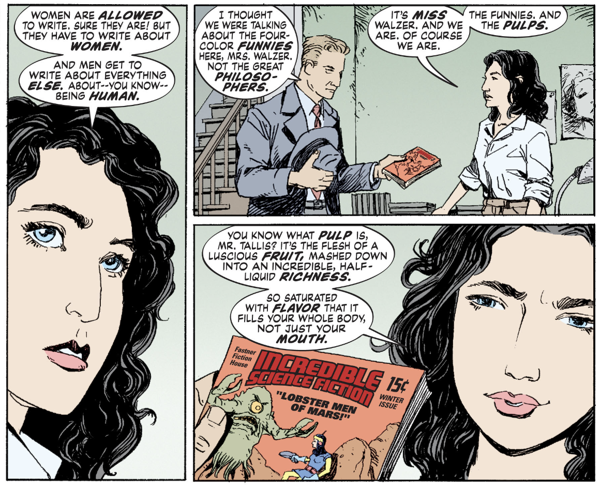 WOMEN ARE ALLOWED
TO WRITE. SURE THEY ARE! BUT
THEY HAVE TO WRITE ABOUT
WOMEN.
AND MEN GET TO
WRITE ABOUT EVERYTHING
ELSE. ABOUT--YOU KNOW--
BEING HUMAN.
I THOUGHT
WE WERE TALKING
ABOUT THE FOUR-
COLOR FUNNIES
HERE, MRS. WALZER.
NOT THE GREAT
PHILOSO-
PHERS.
IT'S MISS
WALZER. AND WE
ARE. OF COURSE
WE ARE.
THE FUNNIES. AND
THE PULPS.
YOU KNOW WHAT PULP IS,
MR. TALLIS? IT'S THE FLESH OF A
LUSCIOUS FRUIT, MASHED DOWN
INTO AN INCREDIBLE, HALF-
LIQUID RICHNESS.
SO SATURATED
WITH FLAVOR THAT IT
FILLS YOUR WHOLE BODY,
NOT JUST YOUR
MOUTH.
Fastner
Fiction
House
INCREDIBLE
SCIENCE FICTION
15¢
WINTER
ISSUE
"LOBSTER MEN
OF MARS!"